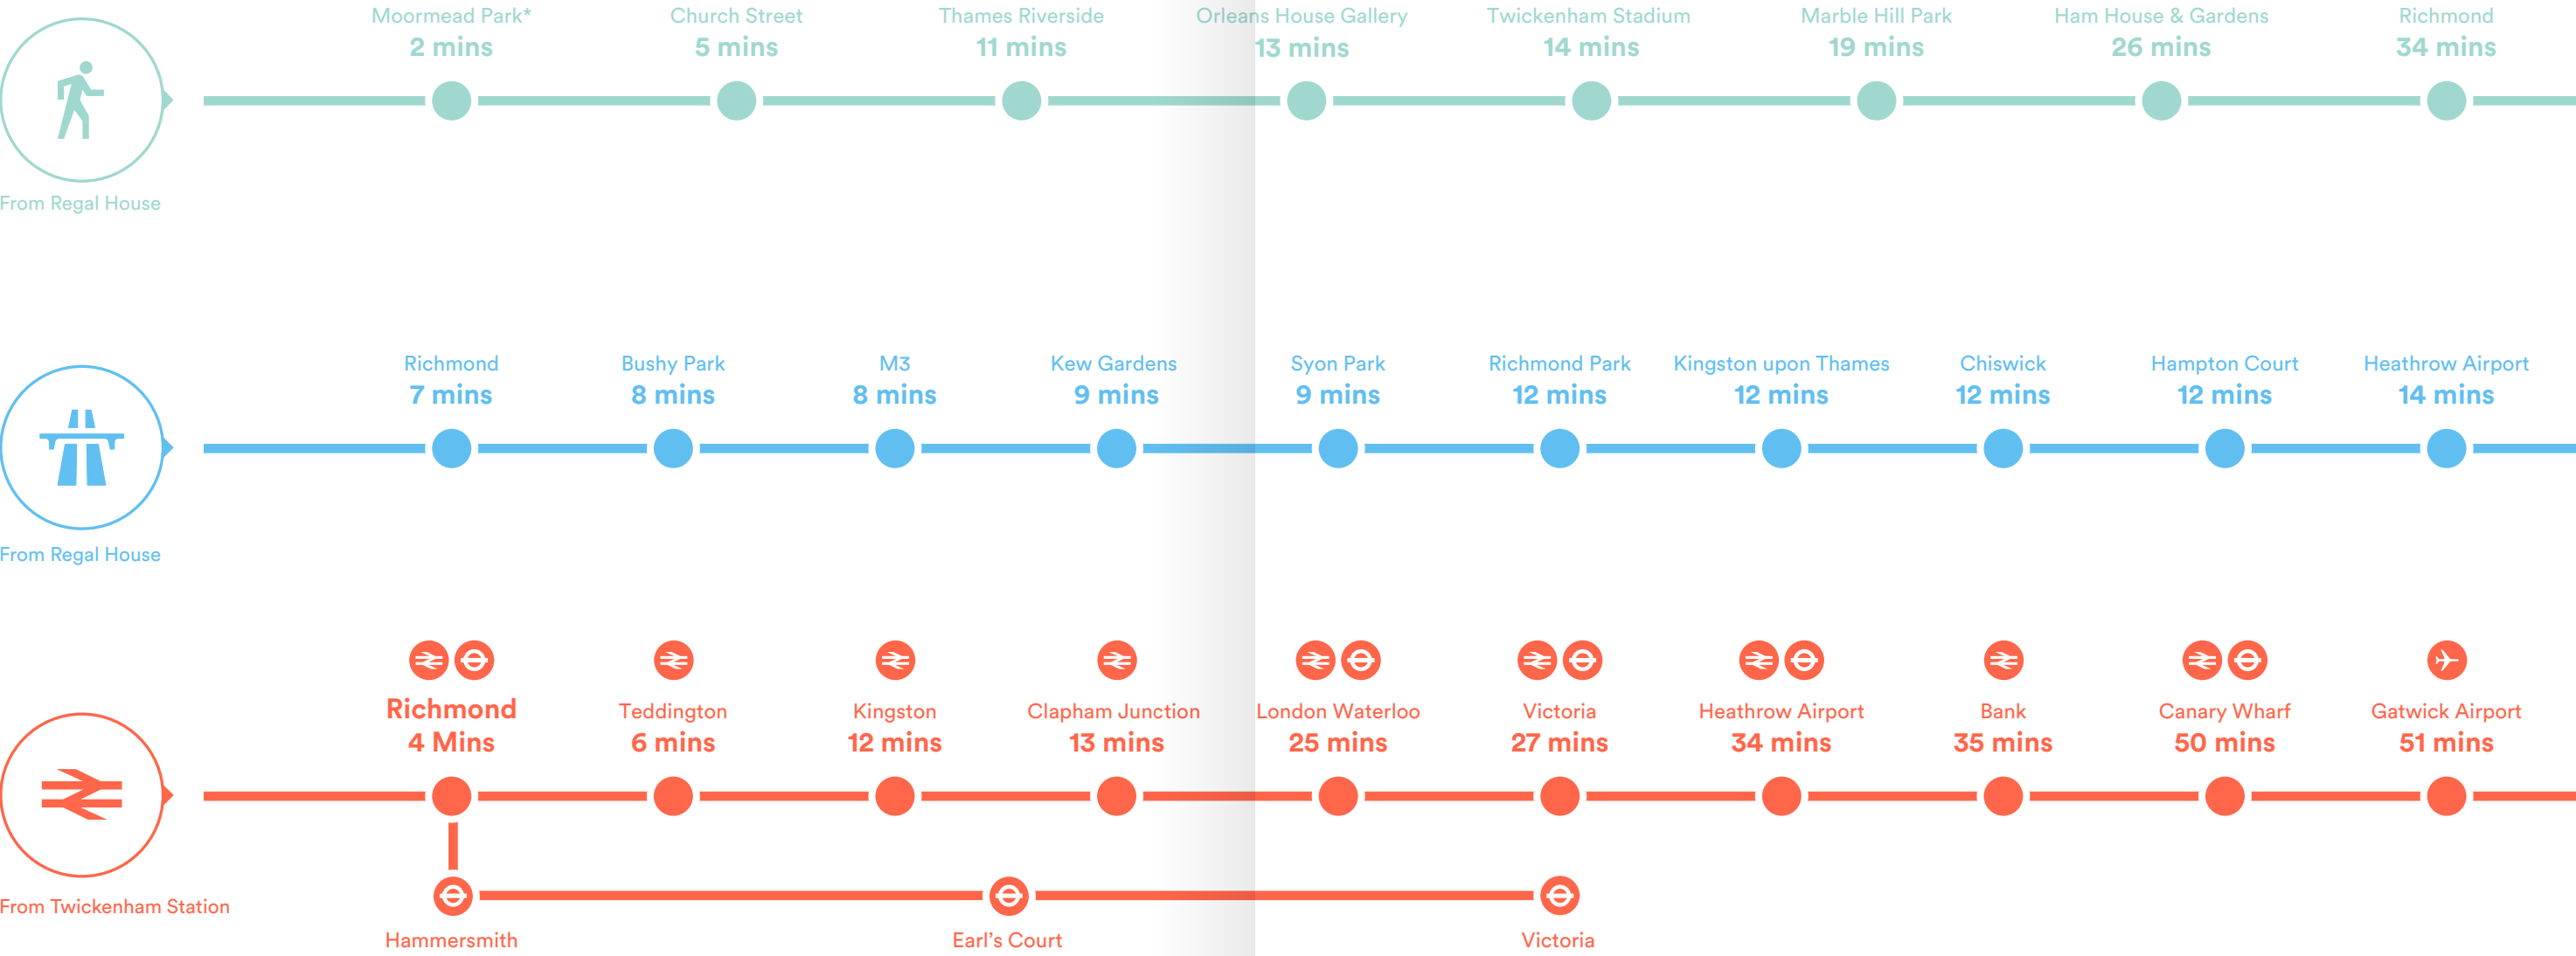 Moormead Park*
2 mins
Church Street
5 mins
Thames Riverside
11 mins
Orleans House Gallery
13 mins
Twickenham Stadium
14 mins
Marble Hill Park
19 mins
Ham House & Gardens
26 mins
Richmond
34 mins
From Regal House
Richmond
7 mins
Bushy Park
8 mins
M3
8 mins
Kew Gardens
9 mins
Syon Park
9 mins
Richmond Park
12 mins
Kingston upon Thames
12 mins
Chiswick
12 mins
Hampton Court
12 mins
Heathrow Airport
14 mins
From Regal House
Richmond
4 Mins
Teddington
6 mins
Kingston
12 mins
Clapham Junction
13 mins
London Waterloo
25 mins
Victoria
27 mins
Heathrow Airport
34 mins
Bank
35 mins
Canary Wharf
50 mins
Gatwick Airport
51 mins
From Twickenham Station
Hammersmith
Earl’s Court
Victoria